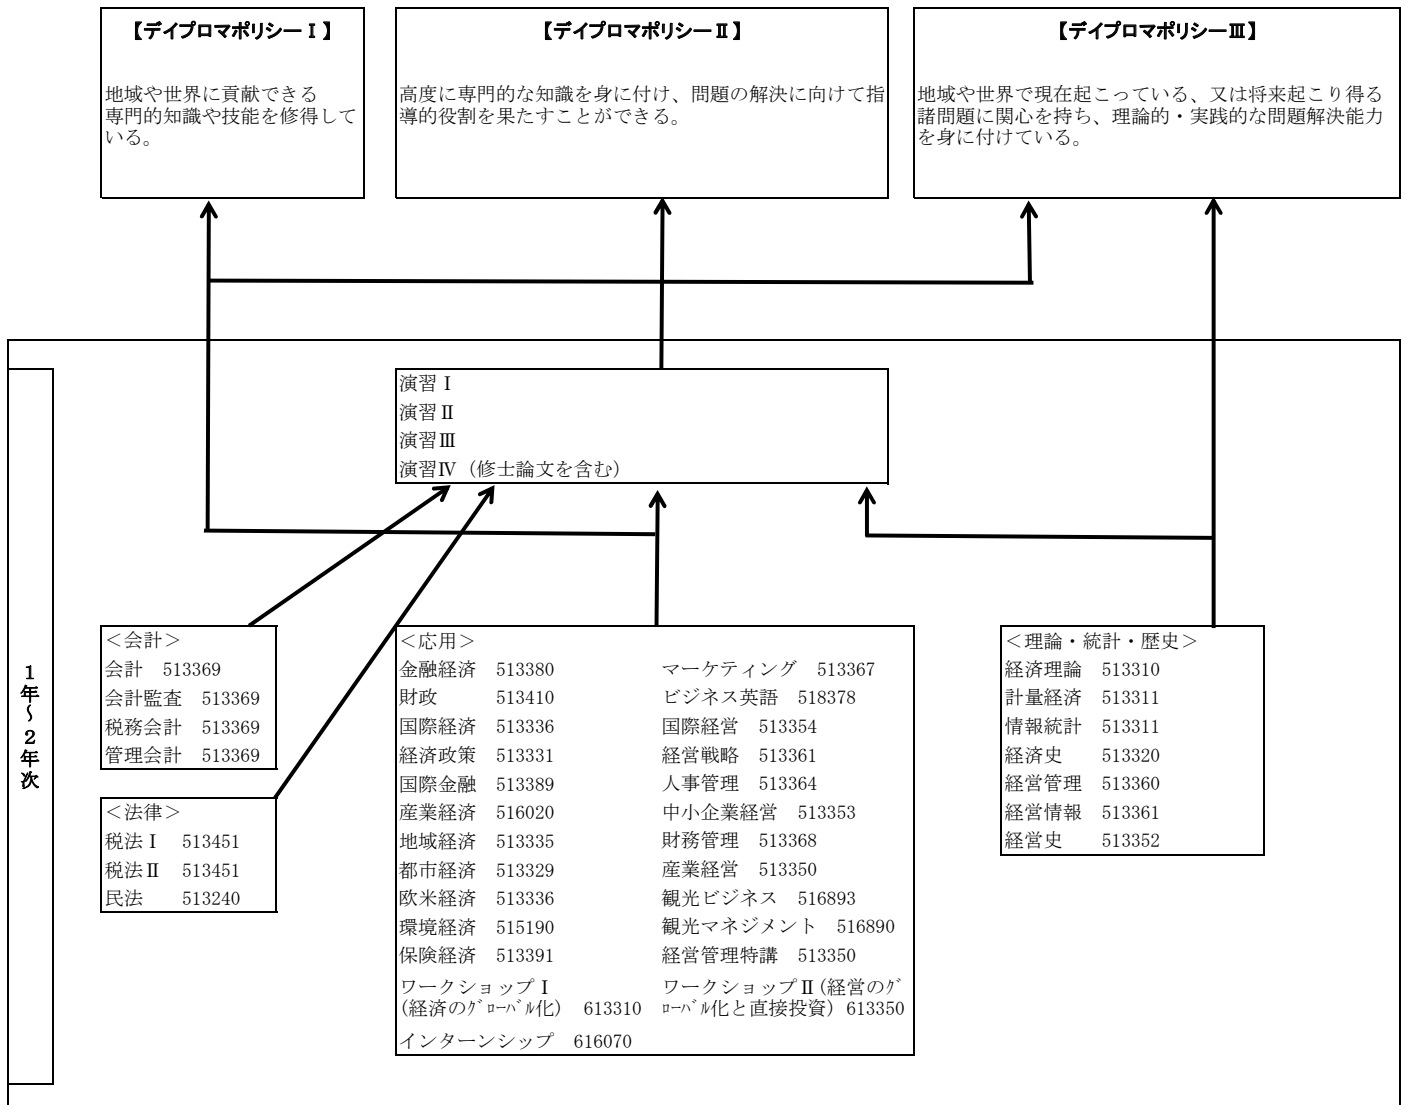 【デイプロマポリシーⅠ】
地域や世界に貢献できる
専門的知識や技能を修得して
いる。
【デイプロマポリシーⅡ】
高度に専門的な知識を身に付け、問題の解決に向けて指
導的役割を果たすことができる。
【デイプロマポリシーⅢ】
地域や世界で現在起こっている、又は将来起こり得る
諸問題に関心を持ち、理論的・実践的な問題解決能力
を身に付けている。
1年~2年次
演習Ⅰ
演習Ⅱ
演習Ⅲ
演習Ⅳ（修士論文を含む）
＜会計＞
会計　513369
会計監査　513369
税務会計　513369
管理会計　513369
＜法律＞
税法Ⅰ　513451
税法Ⅱ　513451
民法　　513240
＜応用＞
金融経済　513380
財政　　　513410
国際経済　513336
経済政策　513331
国際金融　513389
産業経済　516020
地域経済　513335
都市経済　513329
欧米経済　513336
環境経済　515190
保険経済　513391
ワークショップⅠ
(経済のｸﾞﾛｰﾊﾞﾙ化)　613310
インターンシップ　616070
マーケティング　513367
ビジネス英語　518378
国際経営　513354
経営戦略　513361
人事管理　513364
中小企業経営　513353
財務管理　513368
産業経営　513350
観光ビジネス　516893
観光マネジメント　516890
経営管理特講　513350
ワークショップⅡ(経営のｸﾞ
ﾛｰﾊﾞﾙ化と直接投資) 613350
＜理論・統計・歴史＞
経済理論　513310
計量経済　513311
情報統計　513311
経済史　　513320
経営管理　513360
経営情報　513361
経営史　　513352